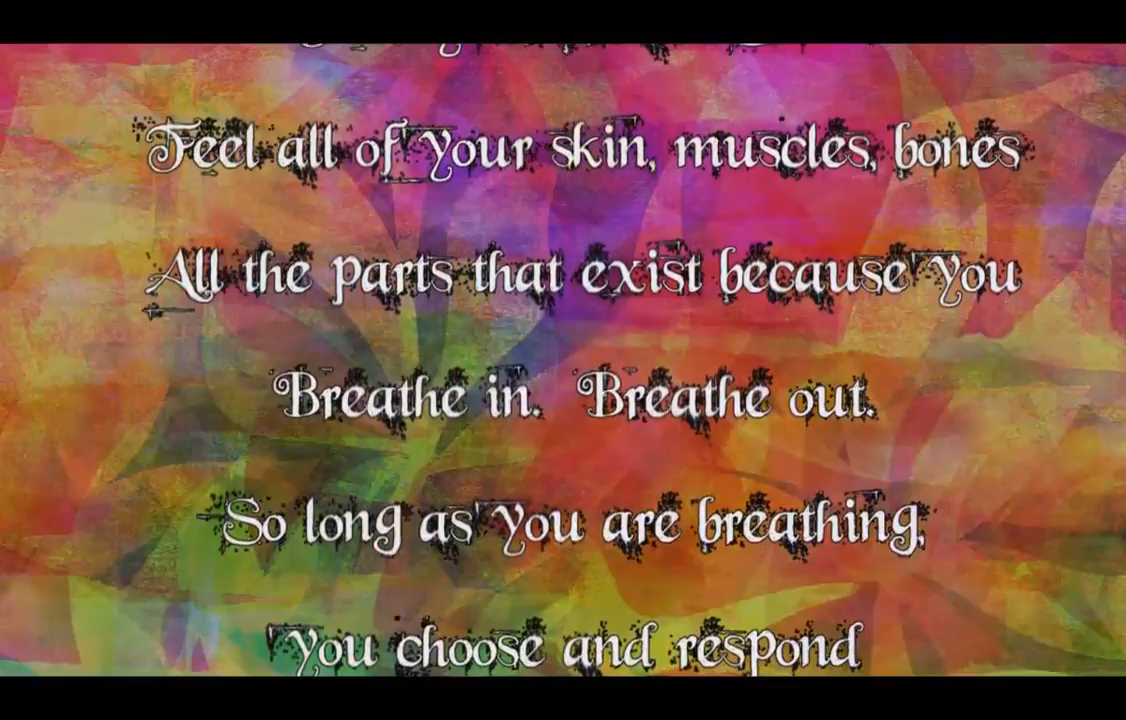 Feel all of your skin, muscles, bones
All the parts that exist because you
Breathe in. Breathe out.
So long as you are breathing,
you choose and respond